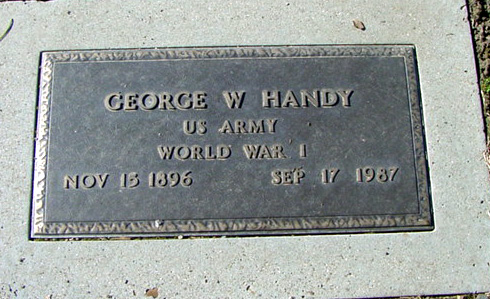 GEORGE W HANDY
US ARMY
WORLD WAR I
NOV 15 1896 SEP 17 1987